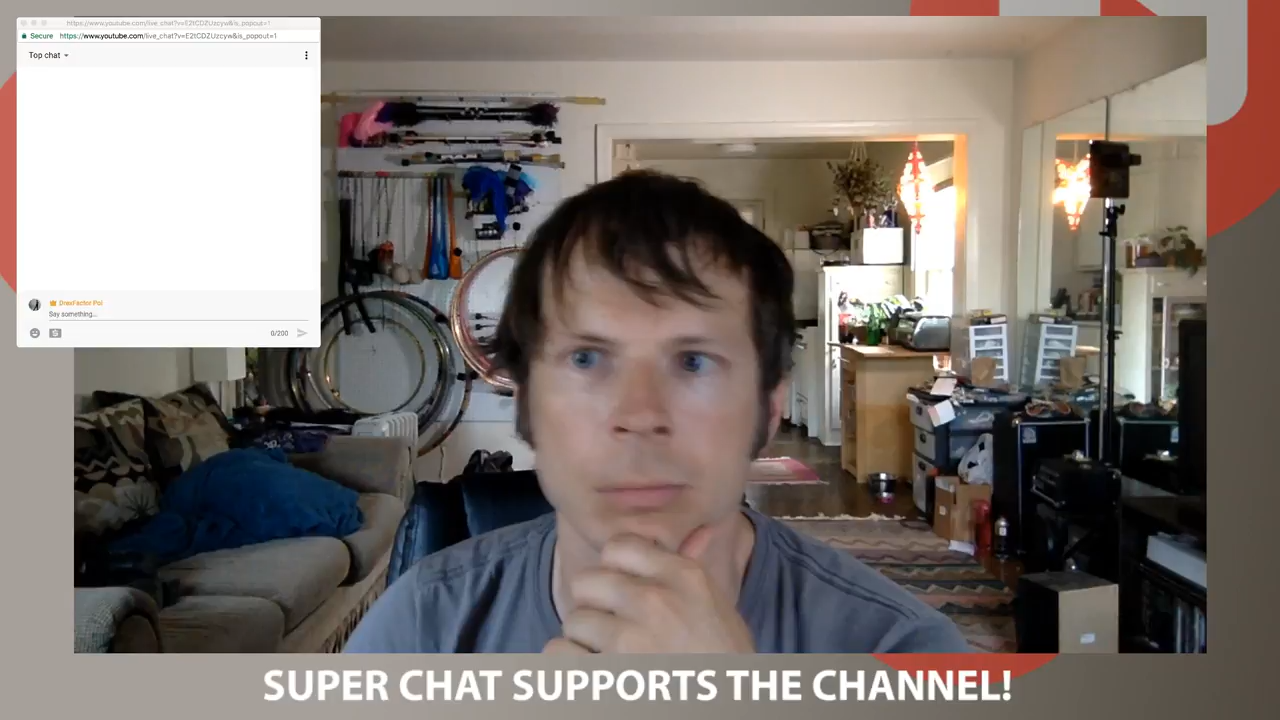 https://www.youtube.com/live_chat?v=E2tCDZUzcyw&is_popout=1
Secure https://www.youtube.com/live_chat?v=E2tCDZUzcyw&is_popout=1
Top chat
DrexFactor Poi
Say something...
0/200
SUPER CHAT SUPPORTS THE CHANNEL!